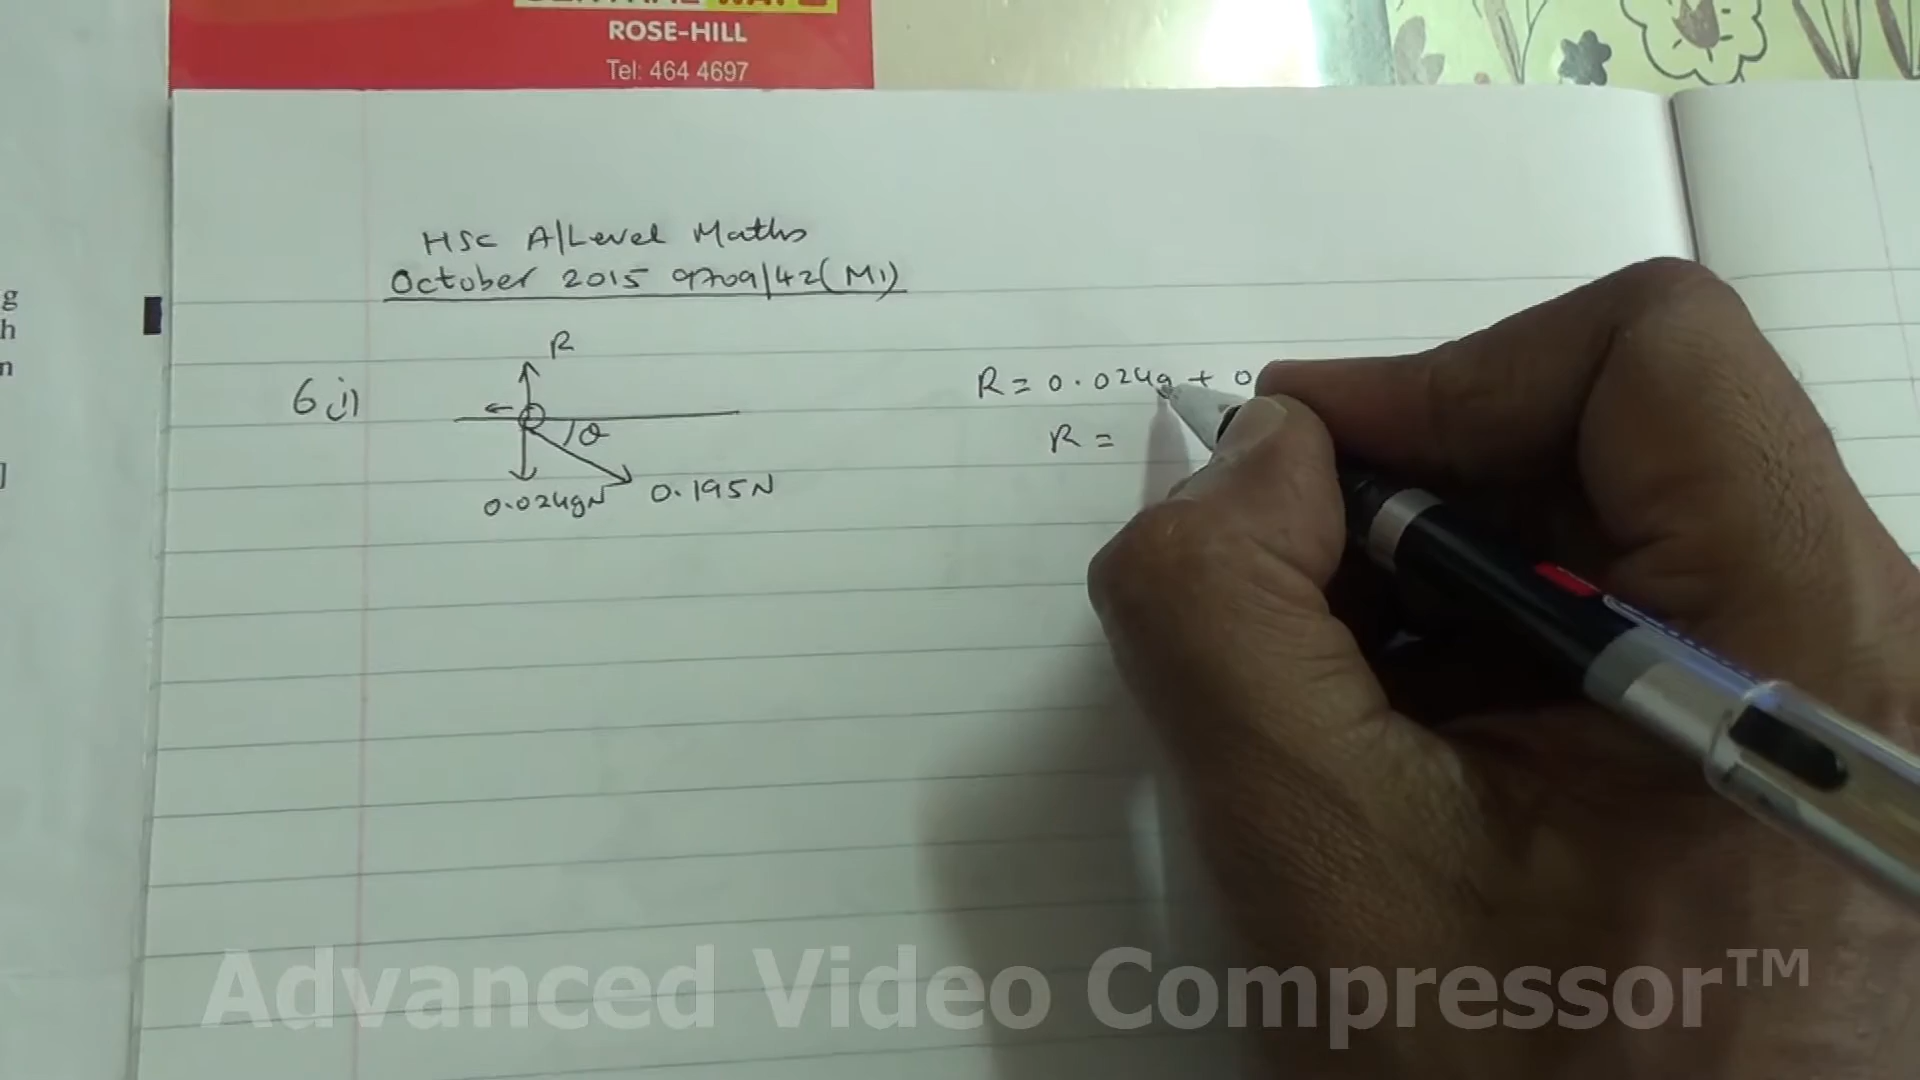 ROSE-HILL
Tel: 464 4697
g
h
n
]
HSC A/Level Maths
October 2015 9709/42(M1)
6 i)
R
θ
0.024gN
0.195N
R = 0.024g + 0
R =
Advanced Video Compressor™